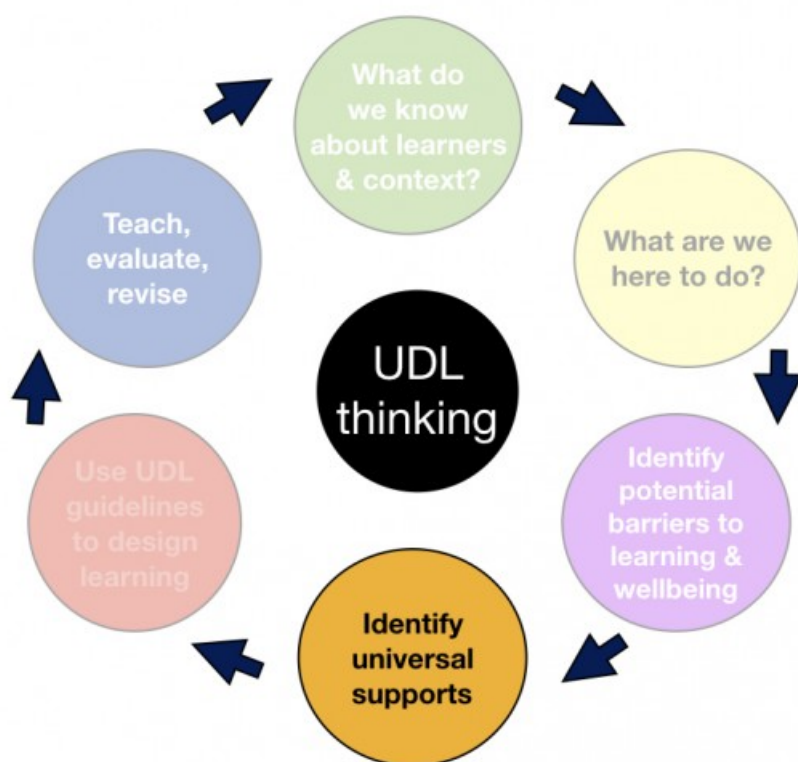 What do
we know
about learners
& context?
What are we
here to do?
Identify
potential
barriers to
learning &
wellbeing
Identify
universal
supports
Use UDL
guidelines
to design
learning
Teach,
evaluate,
revise
UDL
thinking